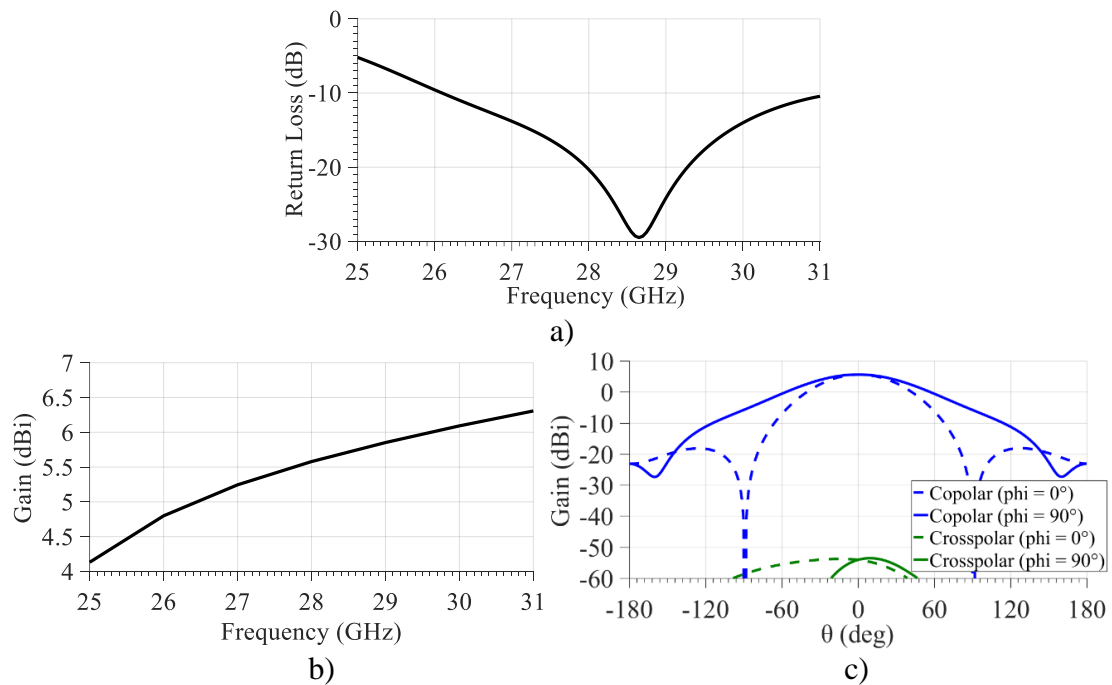 0
-10
-20
-30
Return Loss (dB)
25 26 27 28 29 30 31
Frequency (GHz)
a)
7
6.5
6
5.5
5
4.5
4
Gain (dBi)
25 26 27 28 29 30 31
Frequency (GHz)
b)
10
0
-10
-20
-30
-40
-50
-60
Gain (dBi)
Copolar (phi = 0°)
Copolar (phi = 90°)
Crosspolar (phi = 0°)
Crosspolar (phi = 90°)
-180 -120 -60 0 60 120 180
θ (deg)
c)